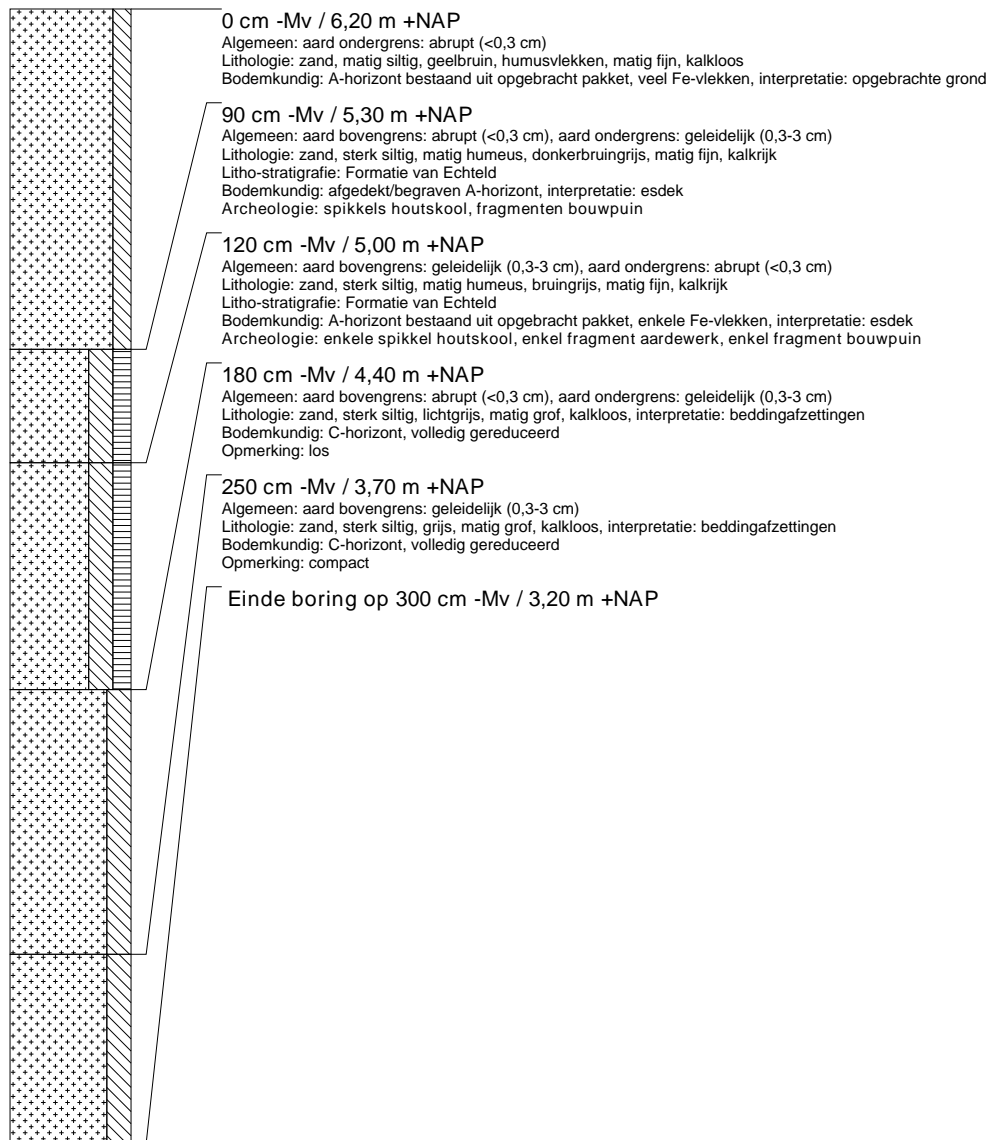 0 cm -Mv / 6,20 m +NAP
Algemeen: aard ondergrens: abrupt (<0,3 cm)
Lithologie: zand, matig siltig, geelbruin, humusvlekken, matig fijn, kalkloos
Bodemkundig: A-horizont bestaand uit opgebracht pakket, veel Fe-vlekken, interpretatie: opgebrachte grond
90 cm -Mv / 5,30 m +NAP
Algemeen: aard bovengrens: abrupt (<0,3 cm), aard ondergrens: geleidelijk (0,3-3 cm)
Lithologie: zand, sterk siltig, matig humeus, donkerbruingrijs, matig fijn, kalkrijk
Litho-stratigrafie: Formatie van Echteld
Bodemkundig: afgedekt/begraven A-horizont, interpretatie: esdek
Archeologie: spikkels houtskool, fragmenten bouwpuin
120 cm -Mv / 5,00 m +NAP
Algemeen: aard bovengrens: geleidelijk (0,3-3 cm), aard ondergrens: abrupt (<0,3 cm)
Lithologie: zand, sterk siltig, matig humeus, bruingrijs, matig fijn, kalkrijk
Litho-stratigrafie: Formatie van Echteld
Bodemkundig: A-horizont bestaand uit opgebracht pakket, enkele Fe-vlekken, interpretatie: esdek
Archeologie: enkele spikkel houtskool, enkel fragment aardewerk, enkel fragment bouwpuin
180 cm -Mv / 4,40 m +NAP
Algemeen: aard bovengrens: abrupt (<0,3 cm), aard ondergrens: geleidelijk (0,3-3 cm)
Lithologie: zand, sterk siltig, lichtgrijs, matig grof, kalkloos, interpretatie: beddingafzettingen
Bodemkundig: C-horizont, volledig gereduceerd
Opmerking: los
250 cm -Mv / 3,70 m +NAP
Algemeen: aard bovengrens: geleidelijk (0,3-3 cm)
Lithologie: zand, sterk siltig, grijs, matig grof, kalkloos, interpretatie: beddingafzettingen
Bodemkundig: C-horizont, volledig gereduceerd
Opmerking: compact
Einde boring op 300 cm -Mv / 3,20 m +NAP